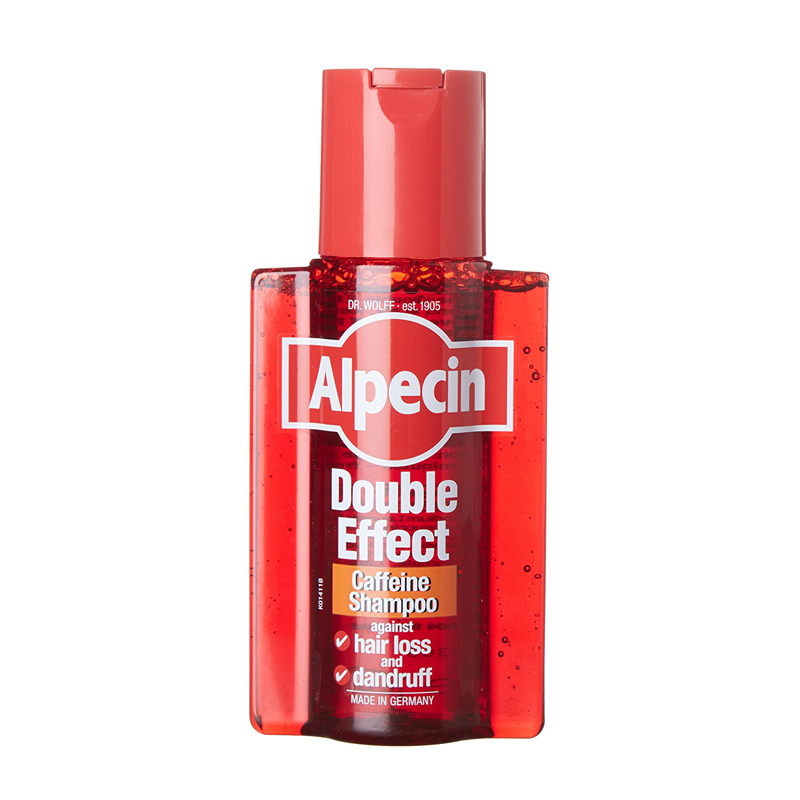 DR. WOLFF · est. 1905
Alpecin
Double
Effect
Caffeine
Shampoo
against
hair loss
and
dandruff
MADE IN GERMANY
K01411B